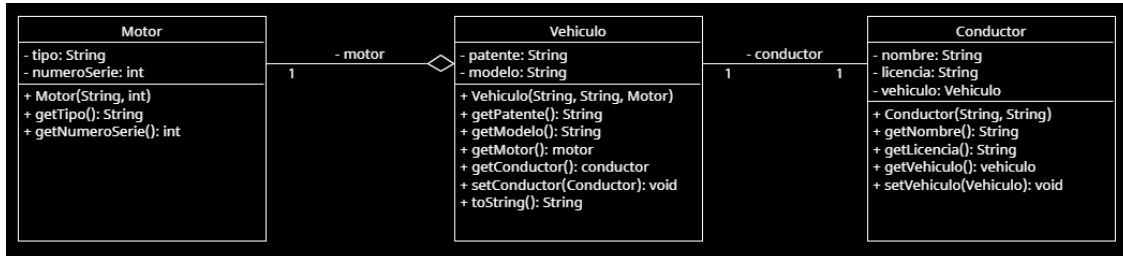 Motor
- tipo: String
- numeroSerie: int
+ Motor(String, int)
+ getTipo(): String
+ getNumeroSerie(): int
- motor
1
Vehiculo
- patente: String
- modelo: String
+ Vehiculo(String, String, Motor)
+ getPatente(): String
+ getModelo(): String
+ getMotor(): motor
+ getConductor(): conductor
+ setConductor(Conductor): void
+ toString(): String
- conductor
1
1
Conductor
- nombre: String
- licencia: String
- vehiculo: Vehiculo
+ Conductor(String, String)
+ getNombre(): String
+ getLicencia(): String
+ getVehiculo(): vehiculo
+ setVehiculo(Vehiculo): void